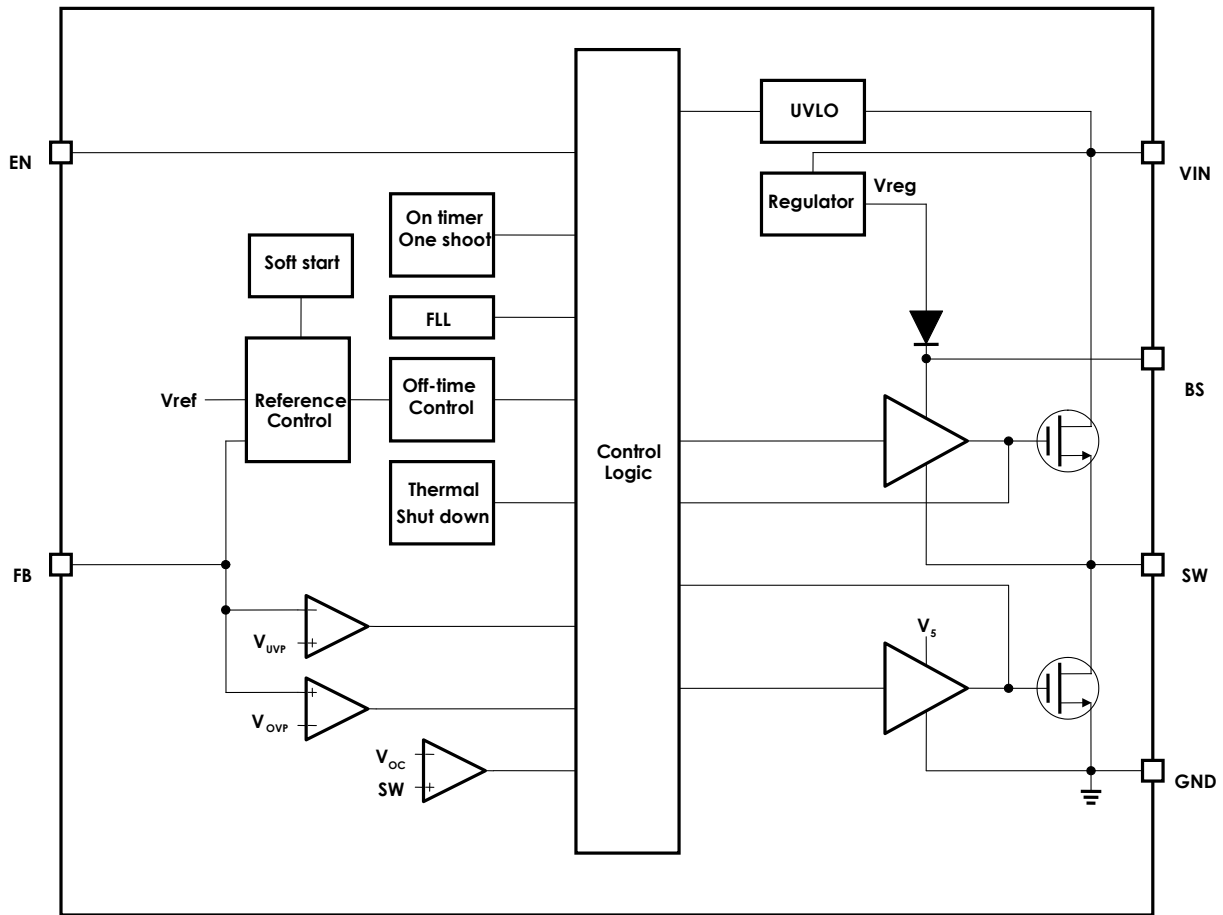 UVLO
EN
VIN
Vreg
Regulator
On timer
One shoot
Soft start
FLL
BS
Off-time
Control
Vref
Reference
Control
Control
Logic
Thermal
Shut down
FB
SW
V5
VUVP
VOVP
VOC
SW
GND